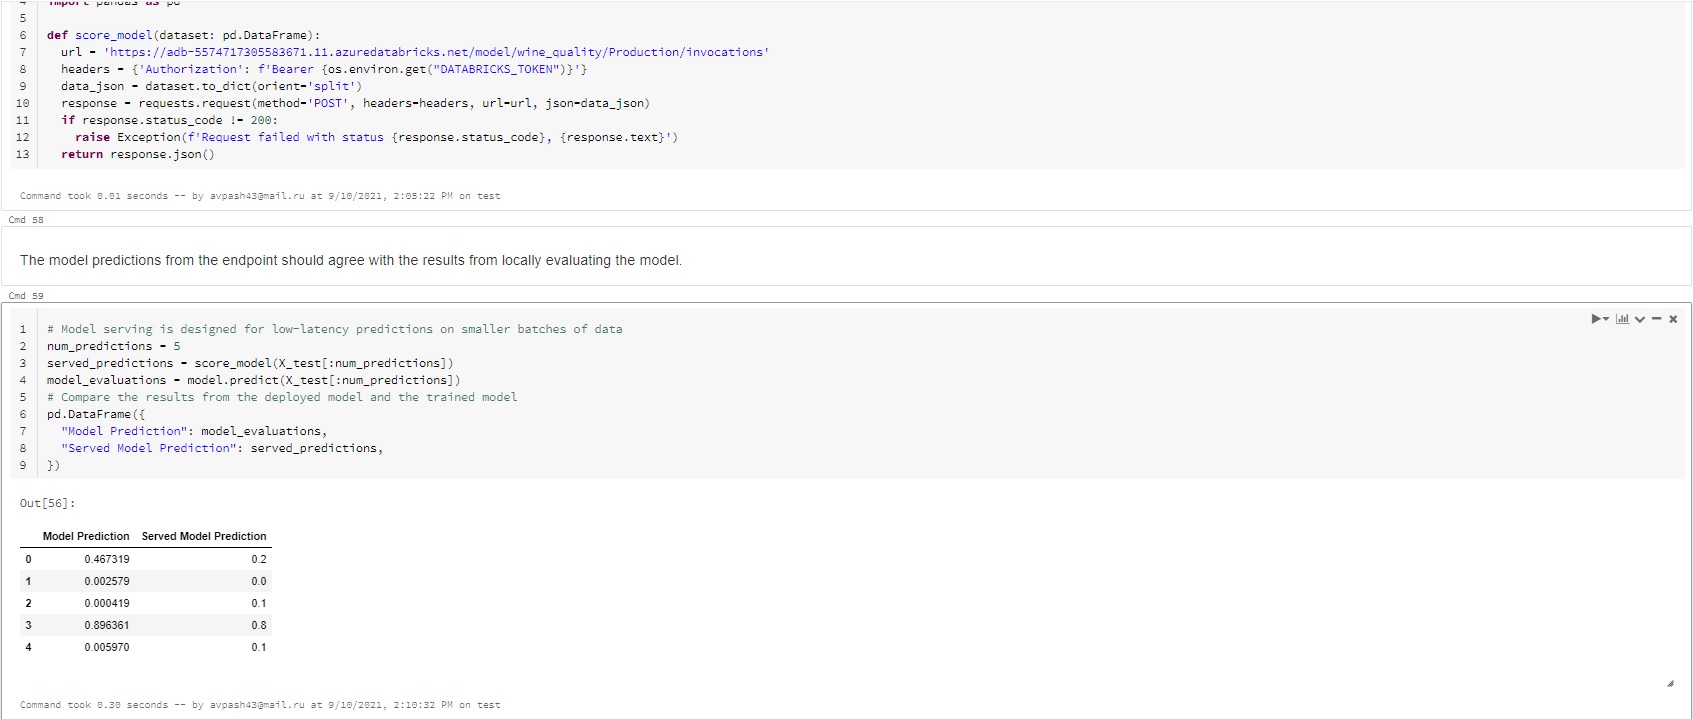 4 import pandas as pd
5
6 def score_model(dataset: pd.DataFrame):
7 url = 'https://adb-5574717305583671.11.azuredatabricks.net/model/wine_quality/Production/invocations'
8 headers = {'Authorization': f'Bearer {os.environ.get("DATABRICKS_TOKEN")}'}
9 data_json = dataset.to_dict(orient='split')
10 response = requests.request(method='POST', headers=headers, url=url, json=data_json)
11 if response.status_code != 200:
12 raise Exception(f'Request failed with status {response.status_code}, {response.text}')
13 return response.json()
Command took 0.01 seconds -- by avpash43@mail.ru at 9/10/2021, 2:05:22 PM on test
Cmd 58
The model predictions from the endpoint should agree with the results from locally evaluating the model.
Cmd 59
1 # Model serving is designed for low-latency predictions on smaller batches of data
2 num_predictions = 5
3 served_predictions = score_model(X_test[:num_predictions])
4 model_evaluations = model.predict(X_test[:num_predictions])
5 # Compare the results from the deployed model and the trained model
6 pd.DataFrame({
7 "Model Prediction": model_evaluations,
8 "Served Model Prediction": served_predictions,
9 })
Out[56]:
Model Prediction Served Model Prediction
0 0.467319 0.2
1 0.002579 0.0
2 0.000419 0.1
3 0.896361 0.8
4 0.005970 0.1
Command took 0.30 seconds -- by avpash43@mail.ru at 9/10/2021, 2:10:32 PM on test